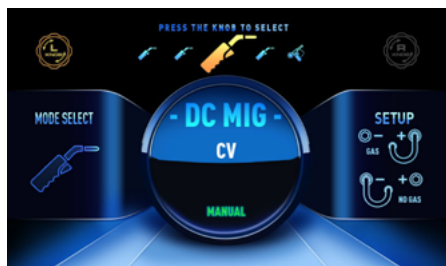 PRESS THE KNOB TO SELECT
L
R
MODE SELECT
- DC MIG -
CV
MANUAL
SETUP
- +
GAS
- +
NO GAS